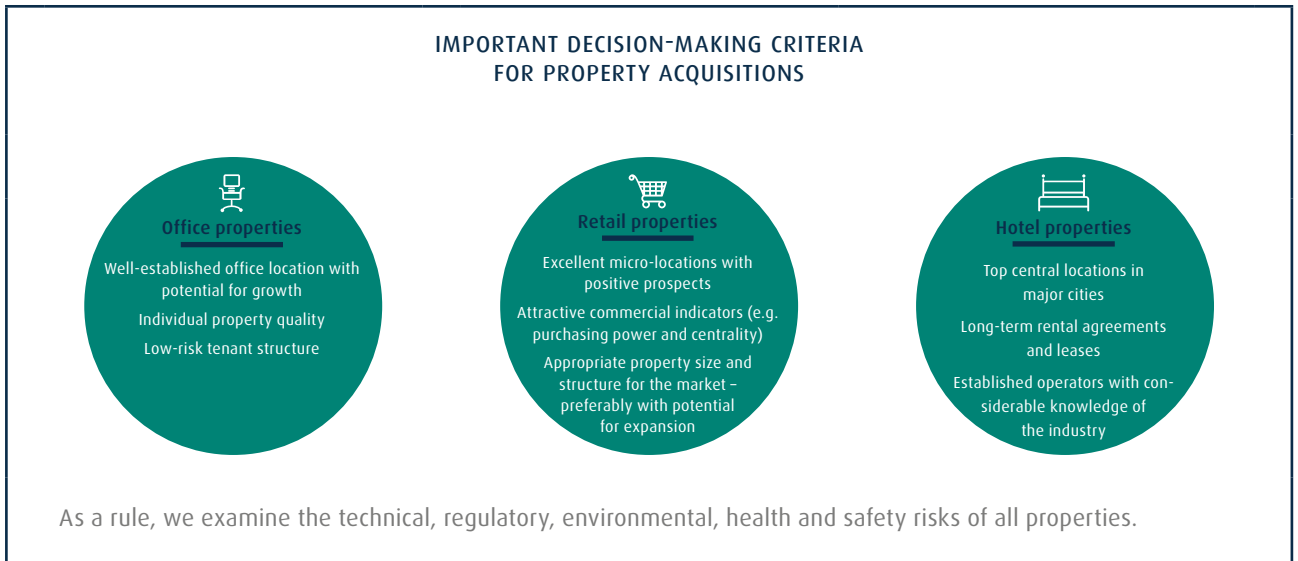 IMPORTANT DECISION-MAKING CRITERIA
FOR PROPERTY ACQUISITIONS
Office properties
Well-established office location with
potential for growth
Individual property quality
Low-risk tenant structure
Retail properties
Excellent micro-locations with
positive prospects
Attractive commercial indicators (e.g.
purchasing power and centrality)
Appropriate property size and
structure for the market –
preferably with potential
for expansion
Hotel properties
Top central locations in
major cities
Long-term rental agreements
and leases
Established operators with con-
siderable knowledge of
the industry
As a rule, we examine the technical, regulatory, environmental, health and safety risks of all properties.